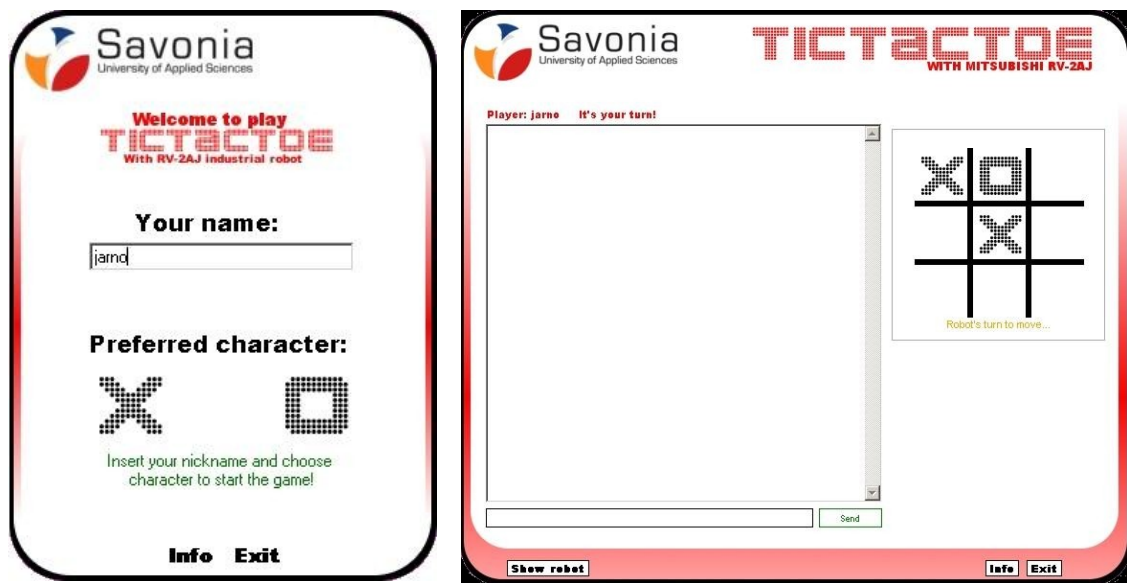 Savonia
University of Applied Sciences
Welcome to play
TICTACTOE
With RV-2AJ industrial robot
Your name:
jarno
Preferred character:
X O
Insert your nickname and choose
character to start the game!
Info Exit
Savonia
University of Applied Sciences
TICTACTOE
WITH MITSUBISHI RV-2AJ
Player: jarno It's your turn!
X O
X
Robot's turn to move...
Send
Show robot
Info Exit